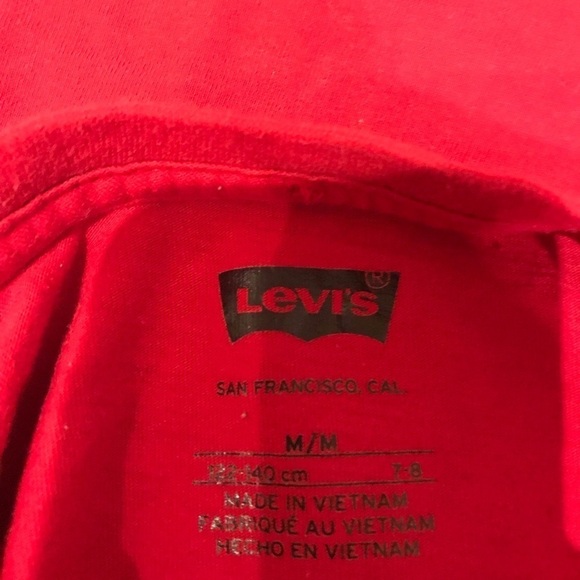 Levi's®
SAN FRANCISCO, CAL.
M/M
140 cm 7-8
MADE IN VIETNAM
FABRIQUÉ AU VIETNAM
HECHO EN VIETNAM